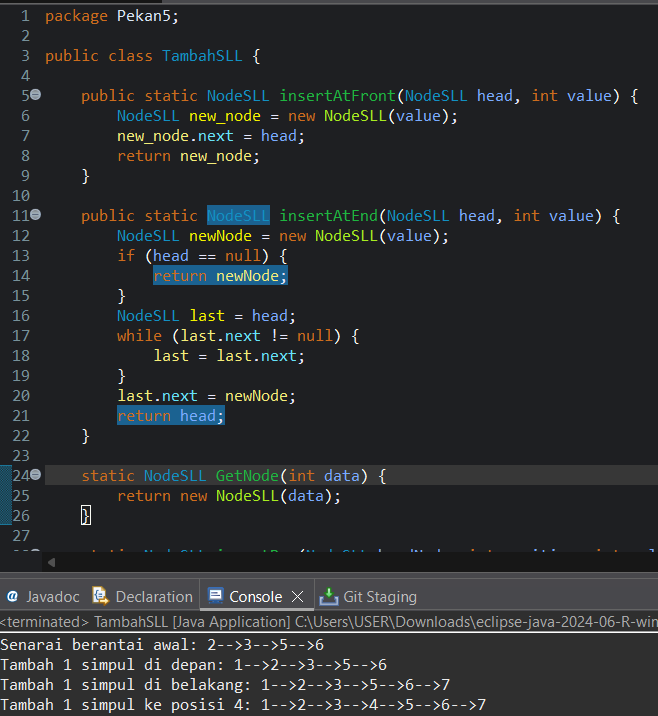 1 package Pekan5;
2
3 public class TambahSLL {
4
5 public static NodeSLL insertAtFront(NodeSLL head, int value) {
6 NodeSLL new_node = new NodeSLL(value);
7 new_node.next = head;
8 return new_node;
9 }
10
11 public static NodeSLL insertAtEnd(NodeSLL head, int value) {
12 NodeSLL newNode = new NodeSLL(value);
13 if (head == null) {
14 return newNode;
15 }
16 NodeSLL last = head;
17 while (last.next != null) {
18 last = last.next;
19 }
20 last.next = newNode;
21 return head;
22 }
23
24 static NodeSLL GetNode(int data) {
25 return new NodeSLL(data);
26 }
27
@ Javadoc Declaration Console Git Staging
<terminated> TambahSLL [Java Application] C:\Users\USER\Downloads\eclipse-java-2024-06-R-win
Senarai berantai awal: 2-->3-->5-->6
Tambah 1 simpul di depan: 1-->2-->3-->5-->6
Tambah 1 simpul di belakang: 1-->2-->3-->5-->6-->7
Tambah 1 simpul ke posisi 4: 1-->2-->3-->4-->5-->6-->7